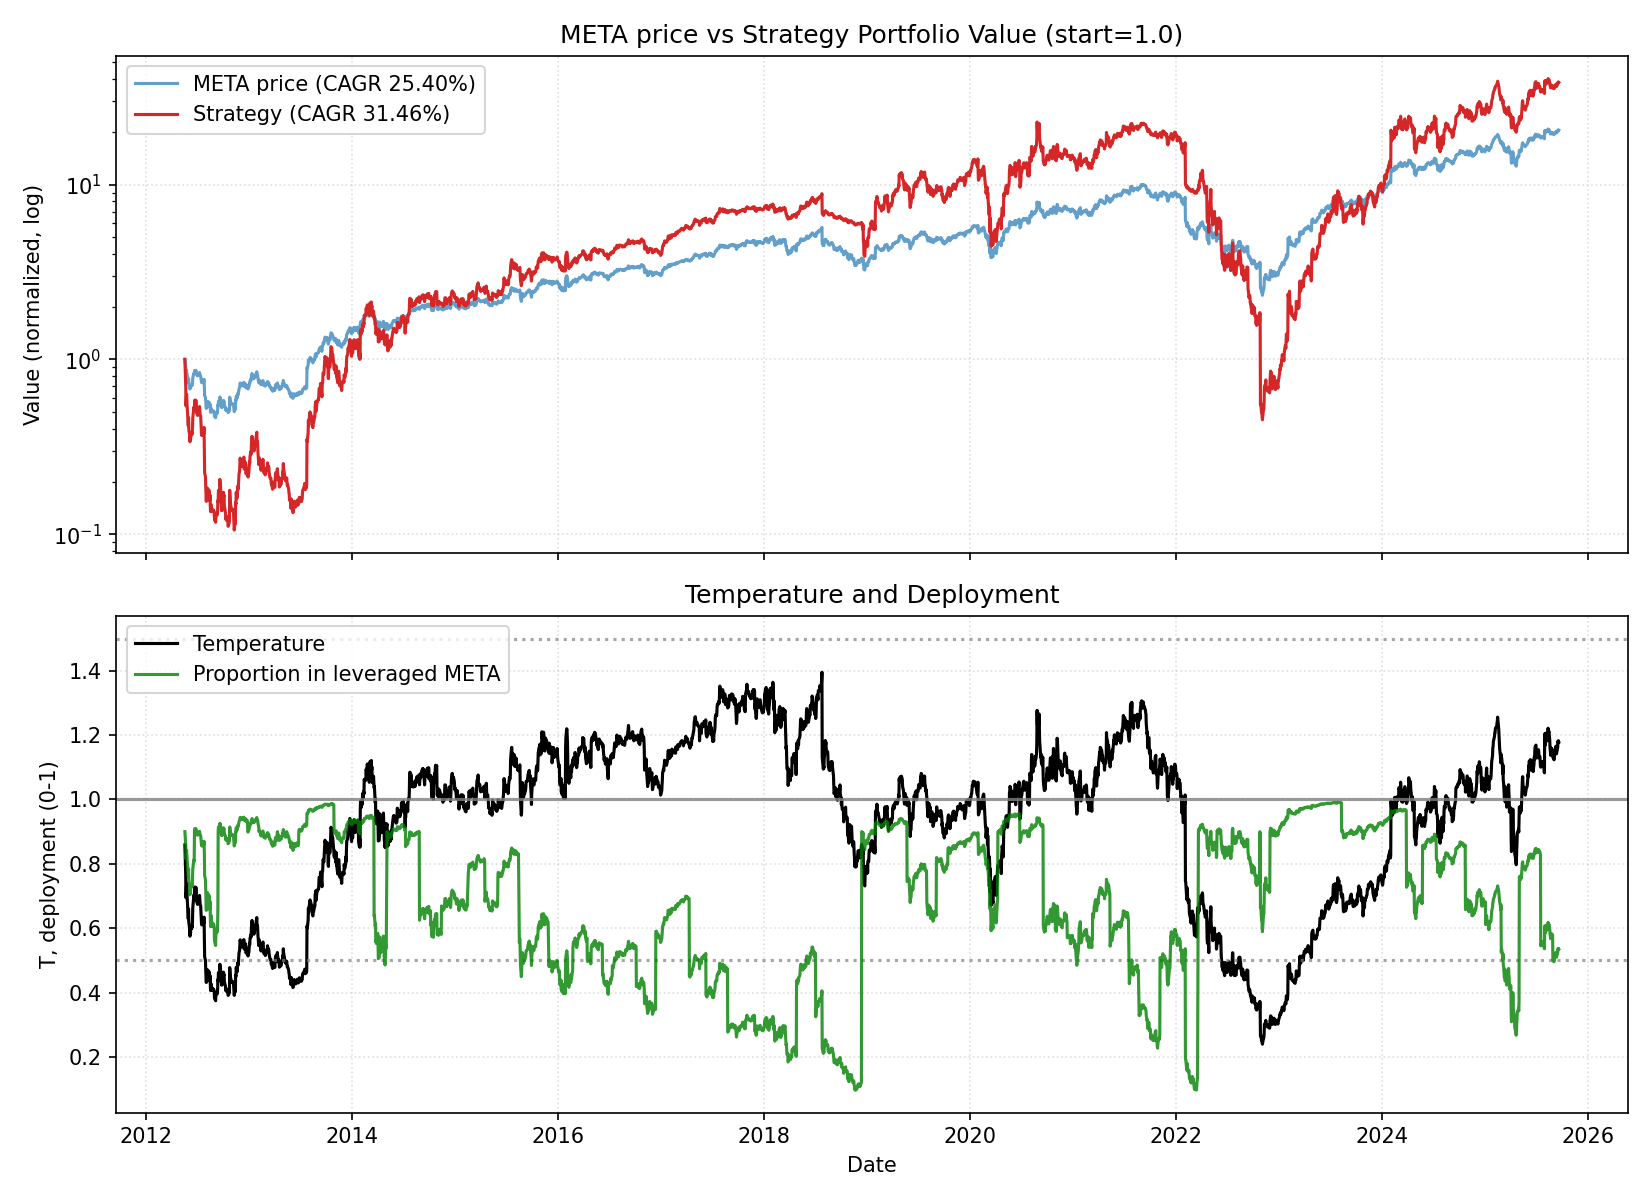 META price vs Strategy Portfolio Value (start=1.0)
META price (CAGR 25.40%)
Strategy (CAGR 31.46%)
Value (normalized, log)
10¹
10⁰
10⁻¹
Temperature and Deployment
Temperature
Proportion in leveraged META
T, deployment (0-1)
1.4
1.2
1.0
0.8
0.6
0.4
0.2
2012 2014 2016 2018 2020 2022 2024 2026
Date